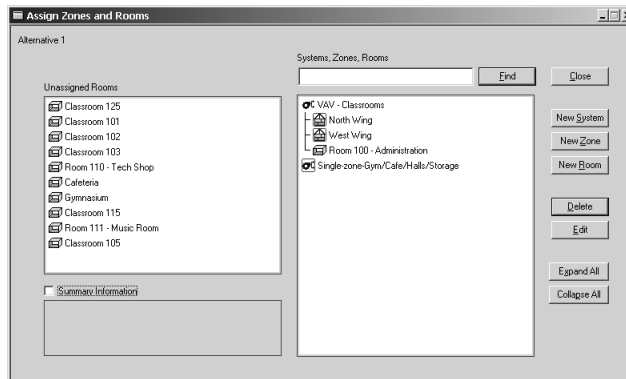 Assign Zones and Rooms
Alternative 1
Systems, Zones, Rooms
Find
Close
Unassigned Rooms
Classroom 125
Classroom 101
Classroom 102
Classroom 103
Room 110 - Tech Shop
Cafeteria
Gymnasium
Classroom 115
Room 111 - Music Room
Classroom 105
VAV - Classrooms
North Wing
West Wing
Room 100 - Administration
Single-zone-Gym/Cafe/Halls/Storage
New System
New Zone
New Room
Delete
Edit
Expand All
Collapse All
Summary Information